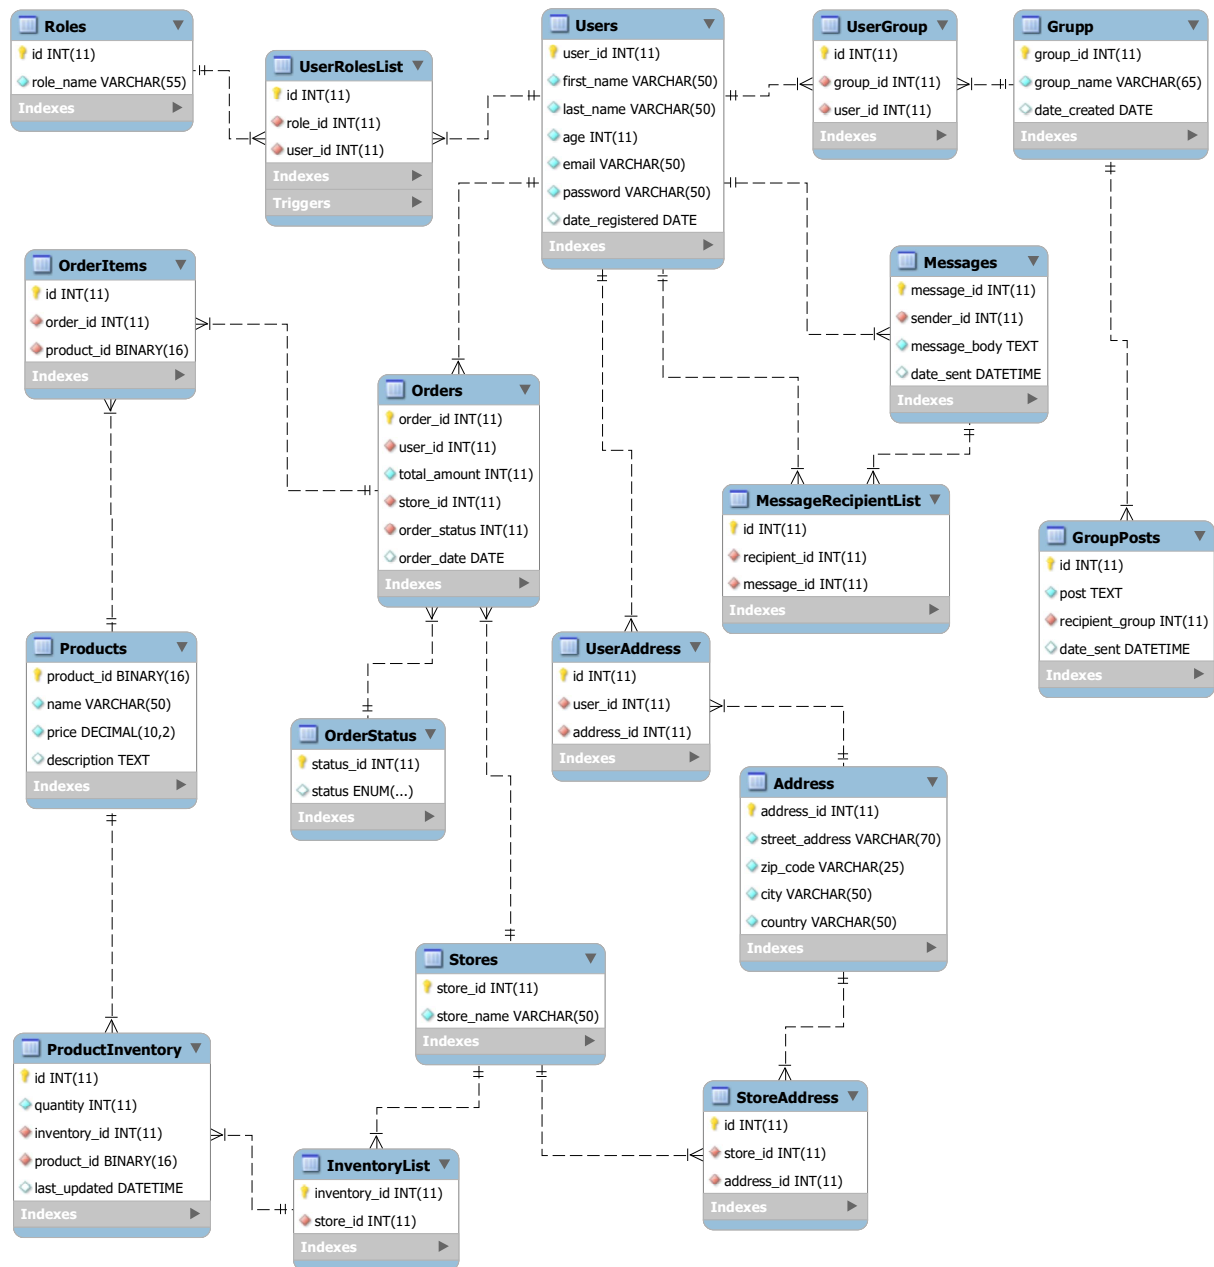 Roles
id INT(11)
role_name VARCHAR(55)
Indexes
UserRolesList
id INT(11)
role_id INT(11)
user_id INT(11)
Indexes
Triggers
Users
user_id INT(11)
first_name VARCHAR(50)
last_name VARCHAR(50)
age INT(11)
email VARCHAR(50)
password VARCHAR(50)
date_registered DATE
Indexes
UserGroup
id INT(11)
group_id INT(11)
user_id INT(11)
Indexes
Grupp
group_id INT(11)
group_name VARCHAR(65)
date_created DATE
Indexes
OrderItems
id INT(11)
order_id INT(11)
product_id BINARY(16)
Indexes
Messages
message_id INT(11)
sender_id INT(11)
message_body TEXT
date_sent DATETIME
Indexes
Orders
order_id INT(11)
user_id INT(11)
total_amount INT(11)
store_id INT(11)
order_status INT(11)
order_date DATE
Indexes
MessageRecipientList
id INT(11)
recipient_id INT(11)
message_id INT(11)
Indexes
GroupPosts
id INT(11)
post TEXT
recipient_group INT(11)
date_sent DATETIME
Indexes
Products
product_id BINARY(16)
name VARCHAR(50)
price DECIMAL(10,2)
description TEXT
Indexes
OrderStatus
status_id INT(11)
status ENUM(...)
Indexes
UserAddress
id INT(11)
user_id INT(11)
address_id INT(11)
Indexes
Address
address_id INT(11)
street_address VARCHAR(70)
zip_code VARCHAR(25)
city VARCHAR(50)
country VARCHAR(50)
Indexes
Stores
store_id INT(11)
store_name VARCHAR(50)
Indexes
ProductInventory
id INT(11)
quantity INT(11)
inventory_id INT(11)
product_id BINARY(16)
last_updated DATETIME
Indexes
InventoryList
inventory_id INT(11)
store_id INT(11)
Indexes
StoreAddress
id INT(11)
store_id INT(11)
address_id INT(11)
Indexes